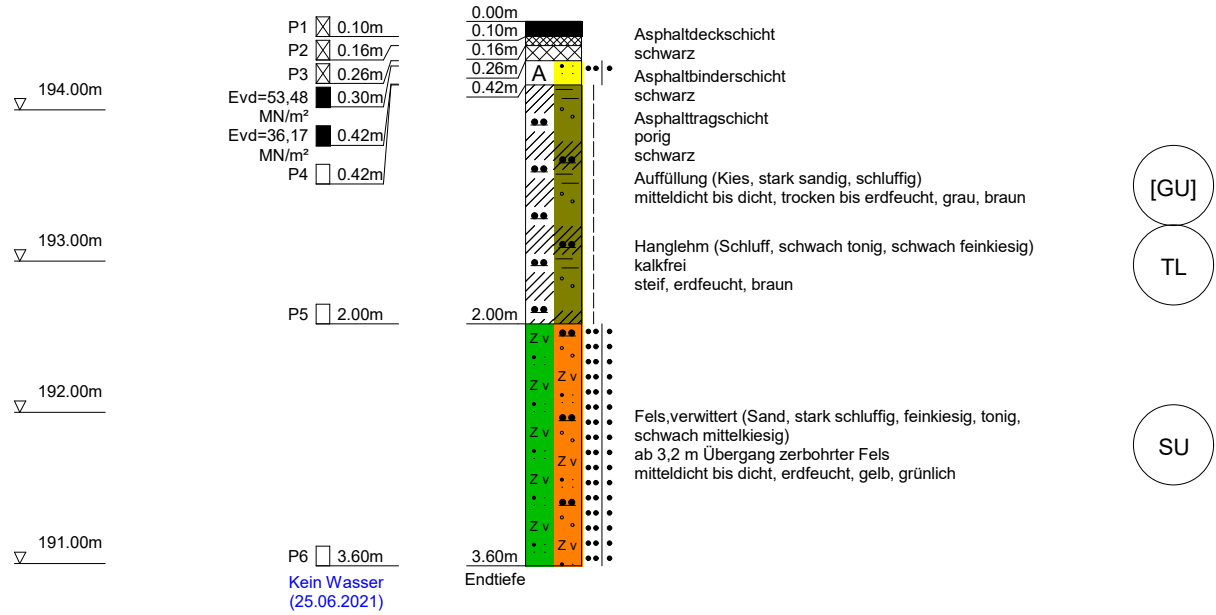 194.00m
193.00m
192.00m
191.00m
P1 0.10m
P2 0.16m
P3 0.26m
Evd=53,48 0.30m
MN/m²
Evd=36,17 0.42m
MN/m²
P4 0.42m
P5 2.00m
P6 3.60m
Kein Wasser
(25.06.2021)
0.00m
0.10m
0.16m
0.26m
0.42m
2.00m
3.60m
Endtiefe
A
Z v
Z v
Z v
Z v
Z v
Z v
Z v
Z v
Asphaltdeckschicht
schwarz
Asphaltbinderschicht
schwarz
Asphalttragschicht
porig
schwarz
Auffüllung (Kies, stark sandig, schluffig)
mitteldicht bis dicht, trocken bis erdfeucht, grau, braun
Hanglehm (Schluff, schwach tonig, schwach feinkiesig)
kalkfrei
steif, erdfeucht, braun
Fels,verwittert (Sand, stark schluffig, feinkiesig, tonig,
schwach mittelkiesig)
ab 3,2 m Übergang zerbohrter Fels
mitteldicht bis dicht, erdfeucht, gelb, grünlich
[GU]
TL
SU